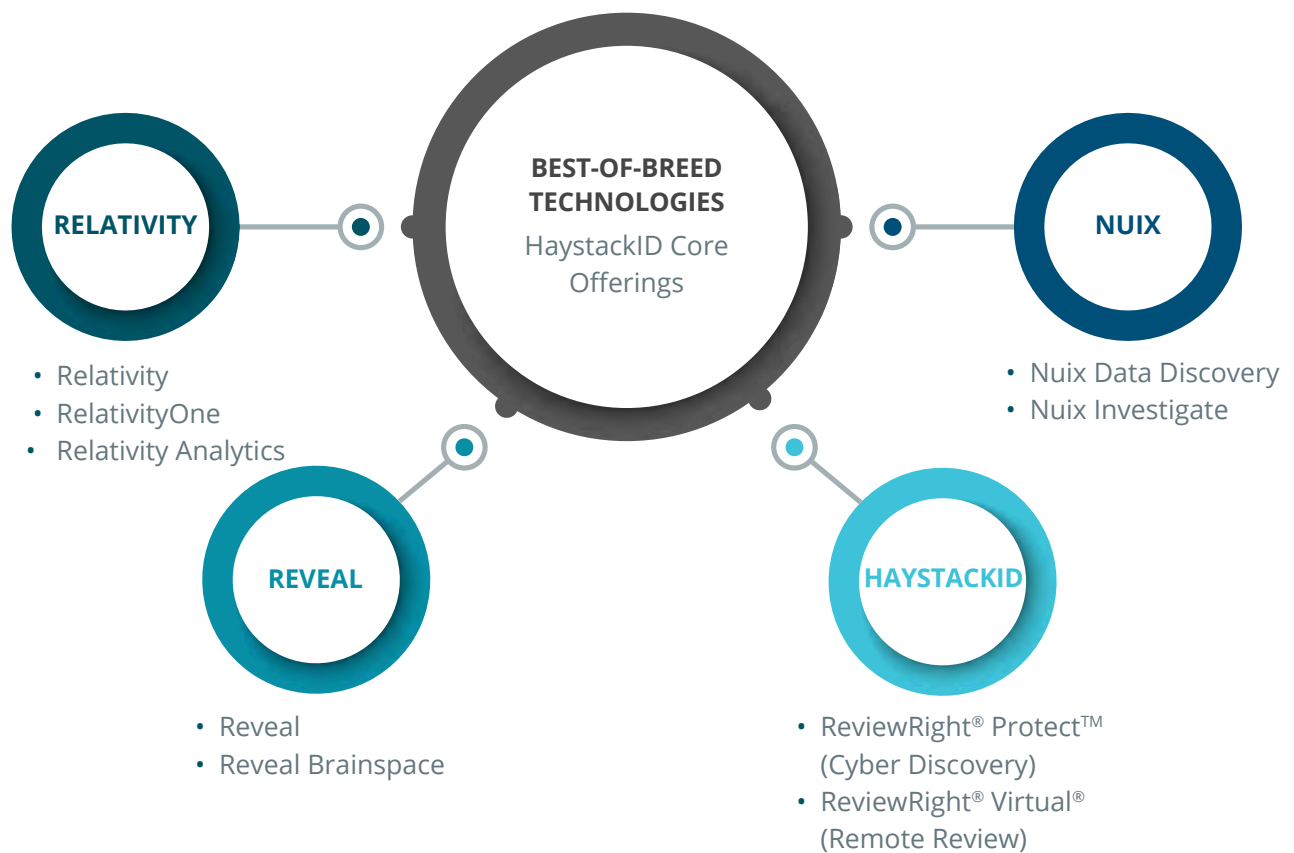 BEST-OF-BREED
TECHNOLOGIES
HaystackID Core
Offerings
RELATIVITY
• Relativity
• RelativityOne
• Relativity Analytics
NUIX
• Nuix Data Discovery
• Nuix Investigate
REVEAL
• Reveal
• Reveal Brainspace
HAYSTACKID
• ReviewRight® Protect™
(Cyber Discovery)
• ReviewRight® Virtual®
(Remote Review)